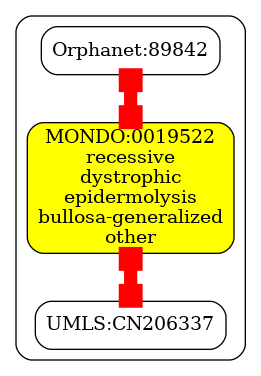 Orphanet:89842
MONDO:0019522
recessive
dystrophic
epidermolysis
bullosa-generalized
other
UMLS:CN206337